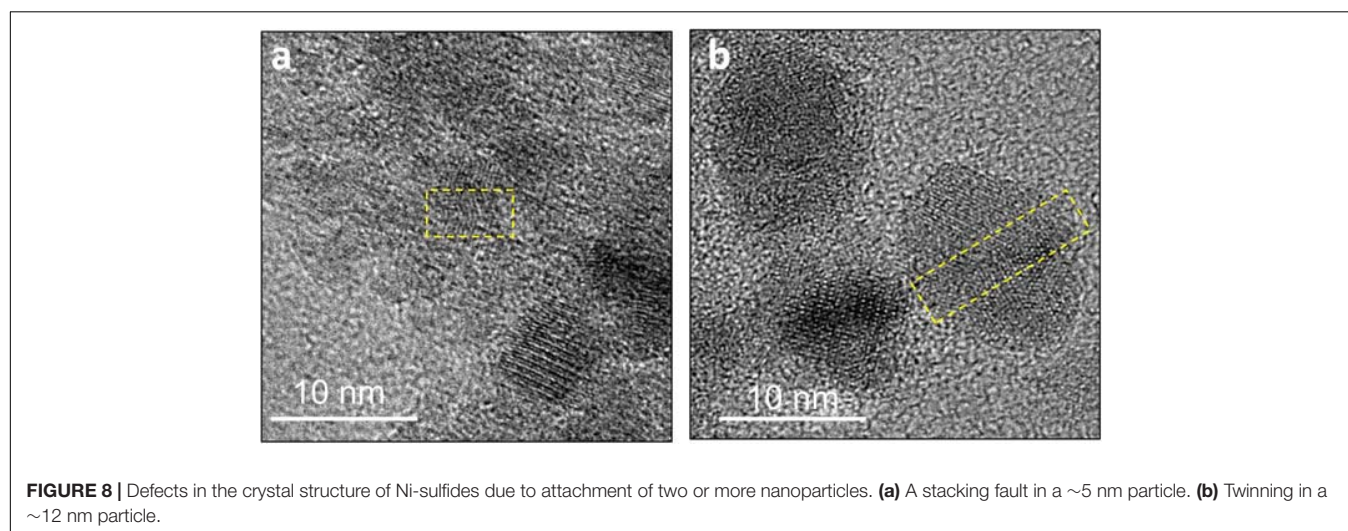 a
b
10 nm
10 nm
FIGURE 8 | Defects in the crystal structure of Ni-sulfides due to attachment of two or more nanoparticles. (a) A stacking fault in a ∼5 nm particle. (b) Twinning in a
∼12 nm particle.